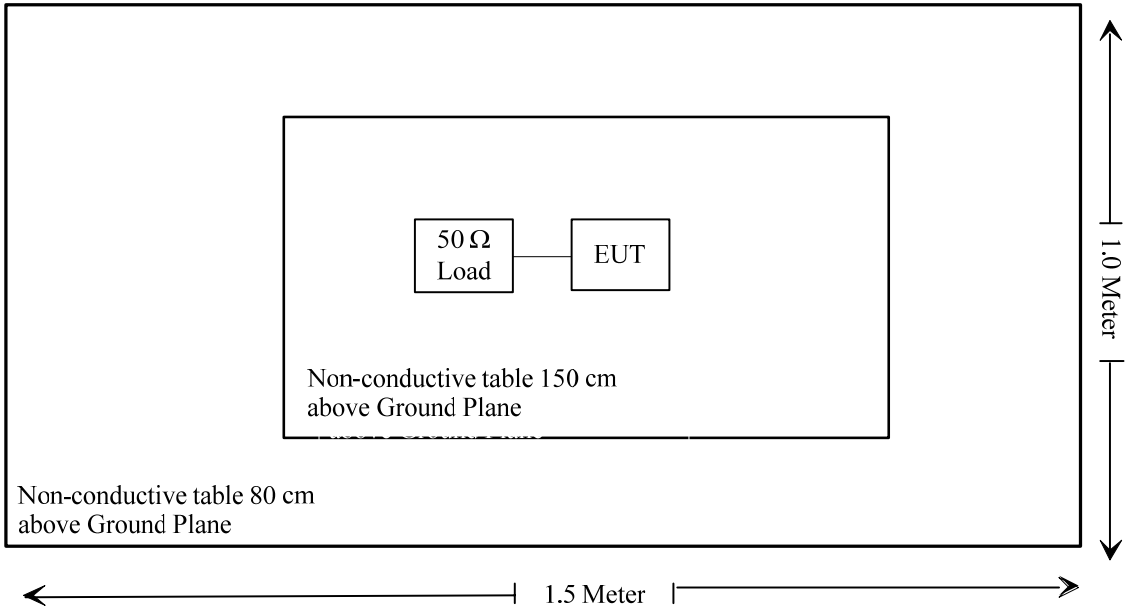 50 Ω
Load
EUT
Non-conductive table 150 cm
above Ground Plane
Non-conductive table 80 cm
above Ground Plane
1.0 Meter
1.5 Meter